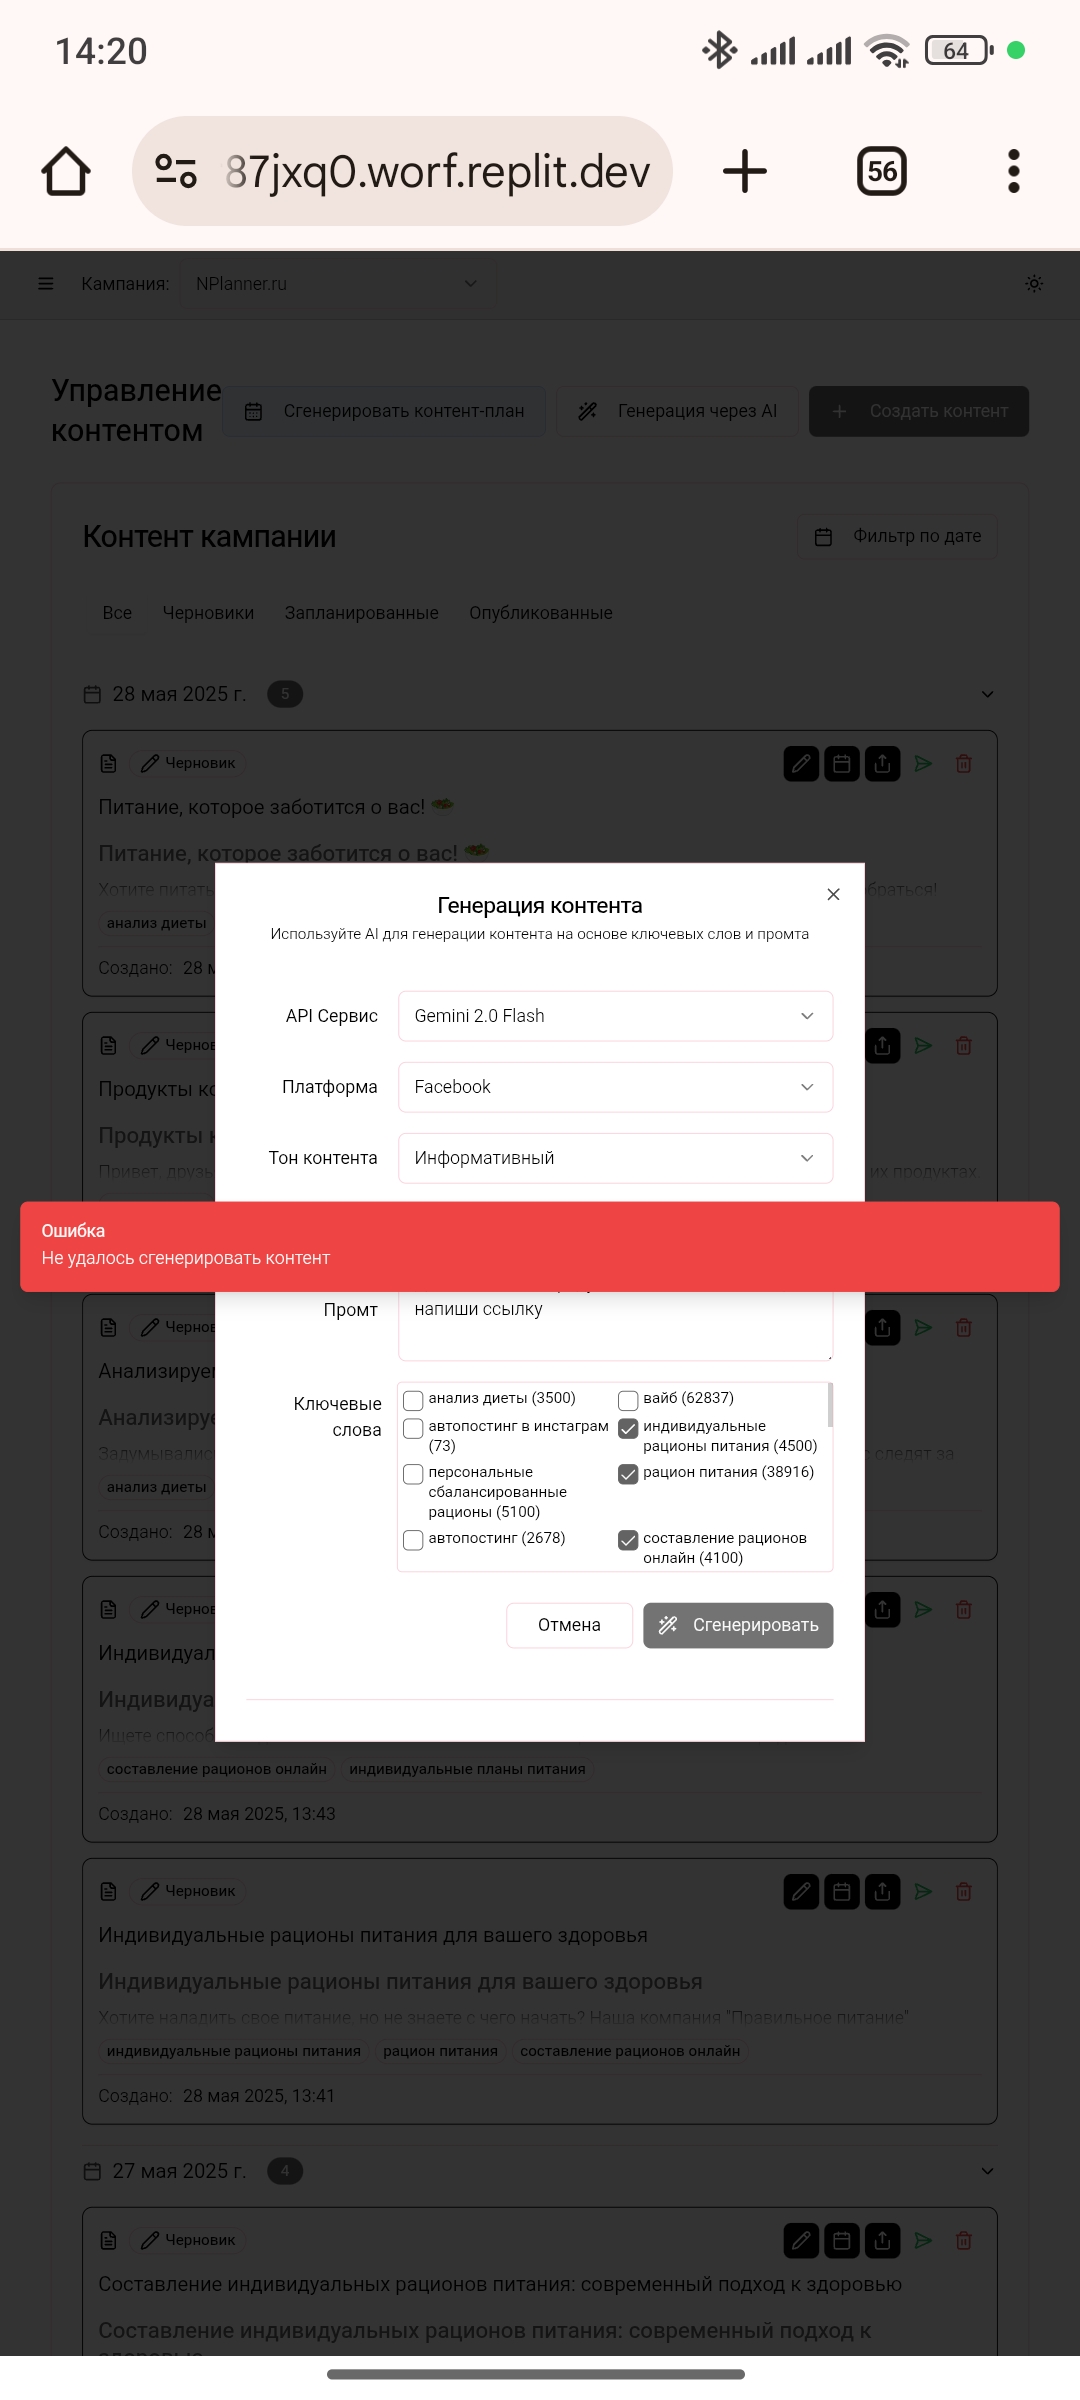 14:20
64
87jxq0.worf.replit.dev
56
Кампания: NPlanner.ru
Управление контентом
Сгенерировать контент-план
Генерация через AI
Создать контент
Контент кампании
Фильтр по дате
Все Черновики Запланированные Опубликованные
28 мая 2025 г. 5
Черновик
Питание, которое заботится о вас! 🥗
Питание, которое заботится о вас! 🥗
Хотите питать
обраться!
анализ диеты
Создано: 28 м
Чернов
Продукты ко
Продукты к
Привет, друзь
их продуктах
Чернов
Анализируем
Анализируе
Задумывалис
с следят за
анализ диеты
Создано: 28 м
Чернов
Индивидуал
Индивидуа
Ищете способ
составление рационов онлайн индивидуальные планы питания
Создано: 28 мая 2025, 13:43
Генерация контента
Используйте AI для генерации контента на основе ключевых слов и промта
API Сервис Gemini 2.0 Flash
Платформа Facebook
Тон контента Информативный
Ошибка
Не удалось сгенерировать контент
Промт
напиши ссылку
Ключевые слова
анализ диеты (3500)
вайб (62837)
автопостинг в инстаграм (73)
индивидуальные рационы питания (4500)
персональные сбалансированные рационы (5100)
рацион питания (38916)
автопостинг (2678)
составление рационов онлайн (4100)
Отмена
Сгенерировать
Черновик
Индивидуальные рационы питания для вашего здоровья
Индивидуальные рационы питания для вашего здоровья
Хотите наладить свое питание, но не знаете с чего начать? Наша компания "Правильное питание"
индивидуальные рационы питания рацион питания составление рационов онлайн
Создано: 28 мая 2025, 13:41
27 мая 2025 г. 4
Черновик
Составление индивидуальных рационов питания: современный подход к здоровью
Составление индивидуальных рационов питания: современный подход к